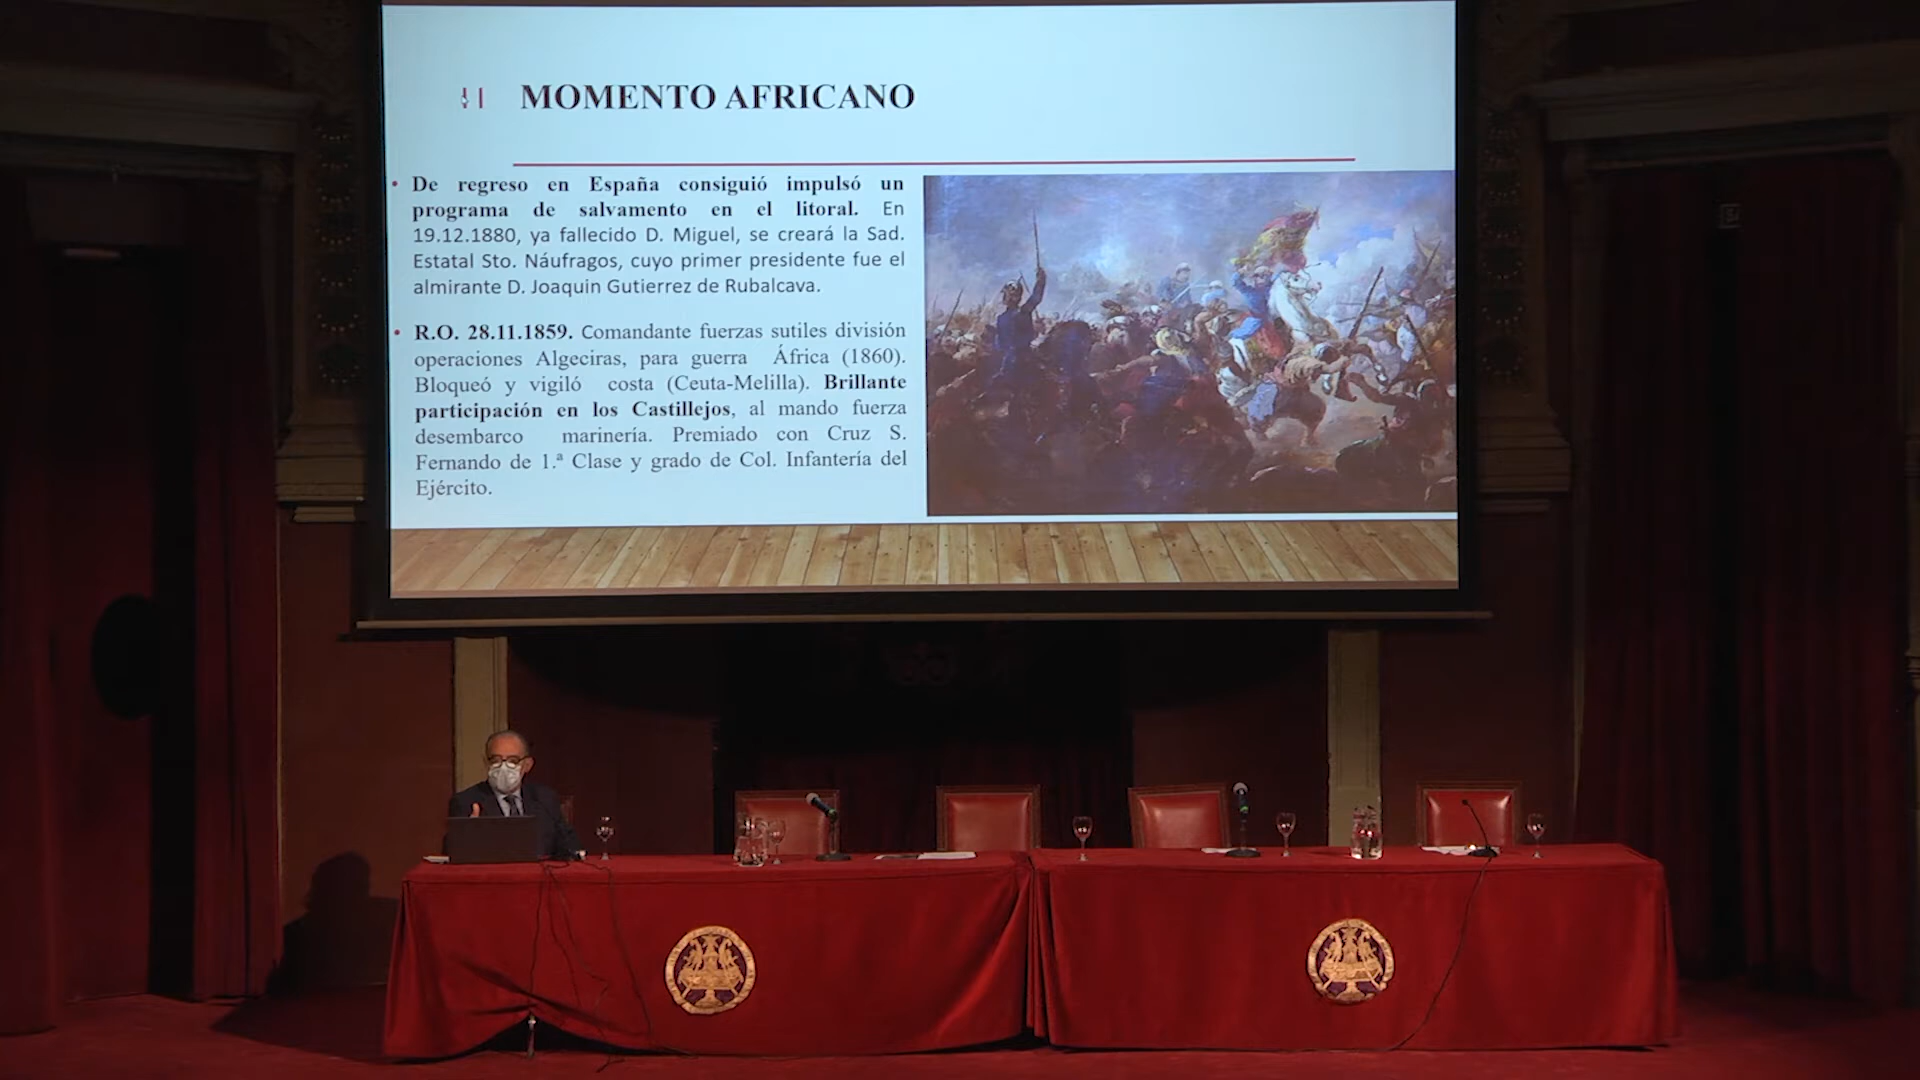 MOMENTO AFRICANO
• De regreso en España consiguió impulsó un
programa de salvamento en el litoral. En
19.12.1880, ya fallecido D. Miguel, se creará la Sad.
Estatal Sto. Náufragos, cuyo primer presidente fue el
almirante D. Joaquin Gutierrez de Rubalcava.
• R.O. 28.11.1859. Comandante fuerzas sutiles división
operaciones Algeciras, para guerra África (1860).
Bloqueó y vigiló costa (Ceuta-Melilla). Brillante
participación en los Castillejos, al mando fuerza
desembarco marinería. Premiado con Cruz S.
Fernando de 1.ª Clase y grado de Col. Infantería del
Ejército.